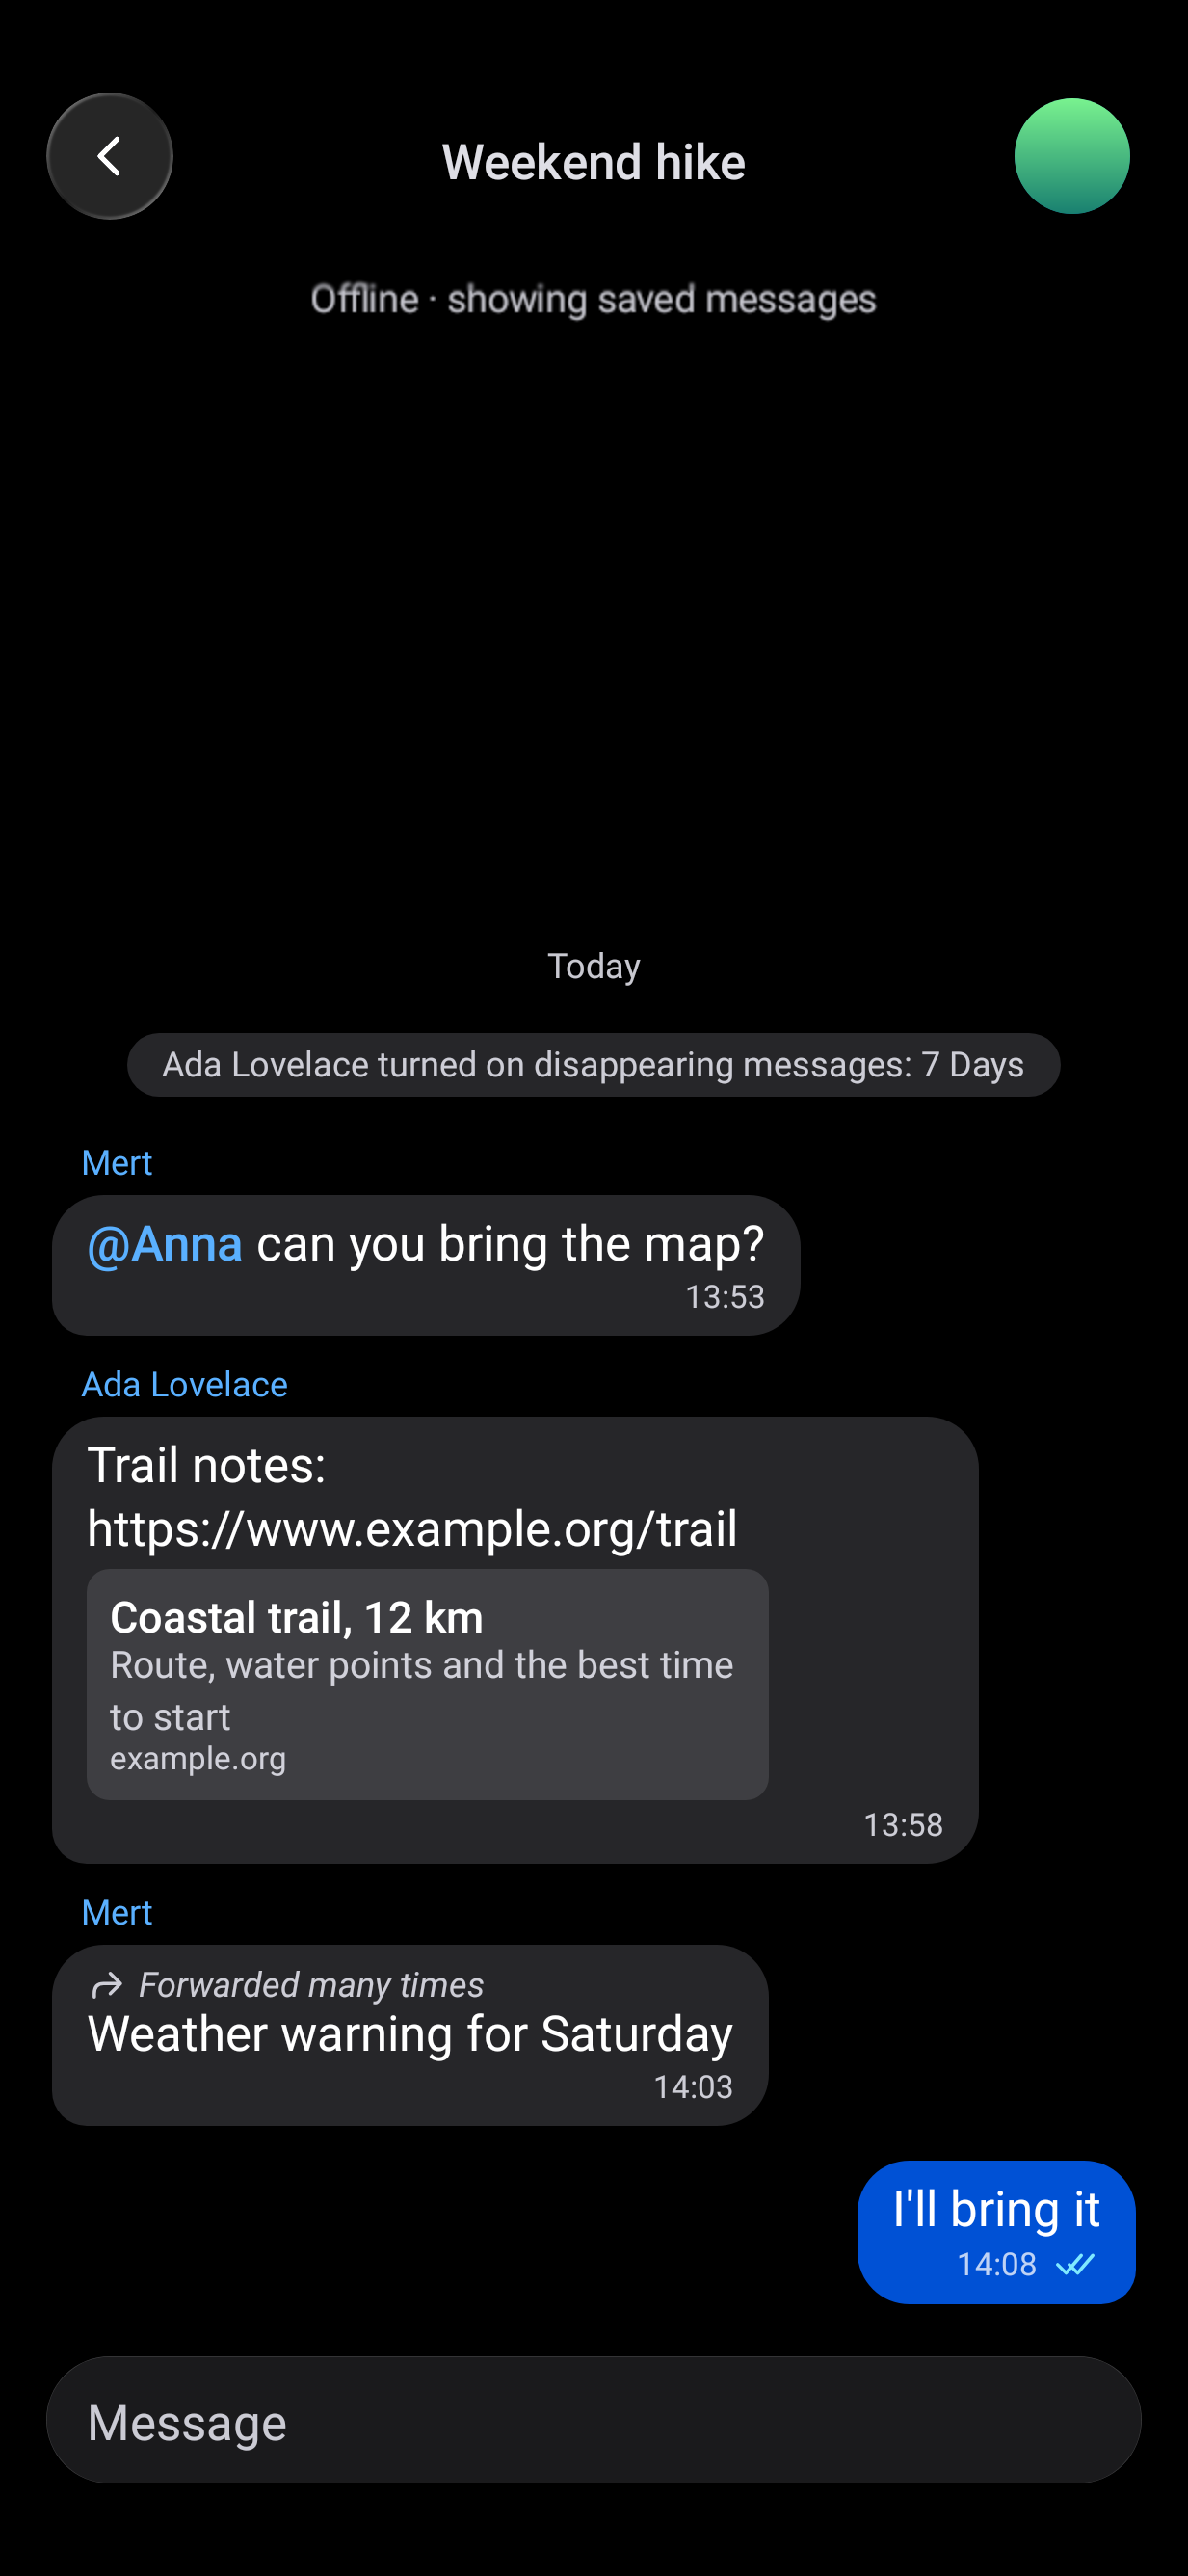 Weekend hike
Offline · showing saved messages
Today
Ada Lovelace turned on disappearing messages: 7 Days
Mert
@Anna can you bring the map?
13:53
Ada Lovelace
Trail notes:
https://www.example.org/trail
Coastal trail, 12 km
Route, water points and the best time
to start
example.org
13:58
Mert
Forwarded many times
Weather warning for Saturday
14:03
I'll bring it
14:08
Message